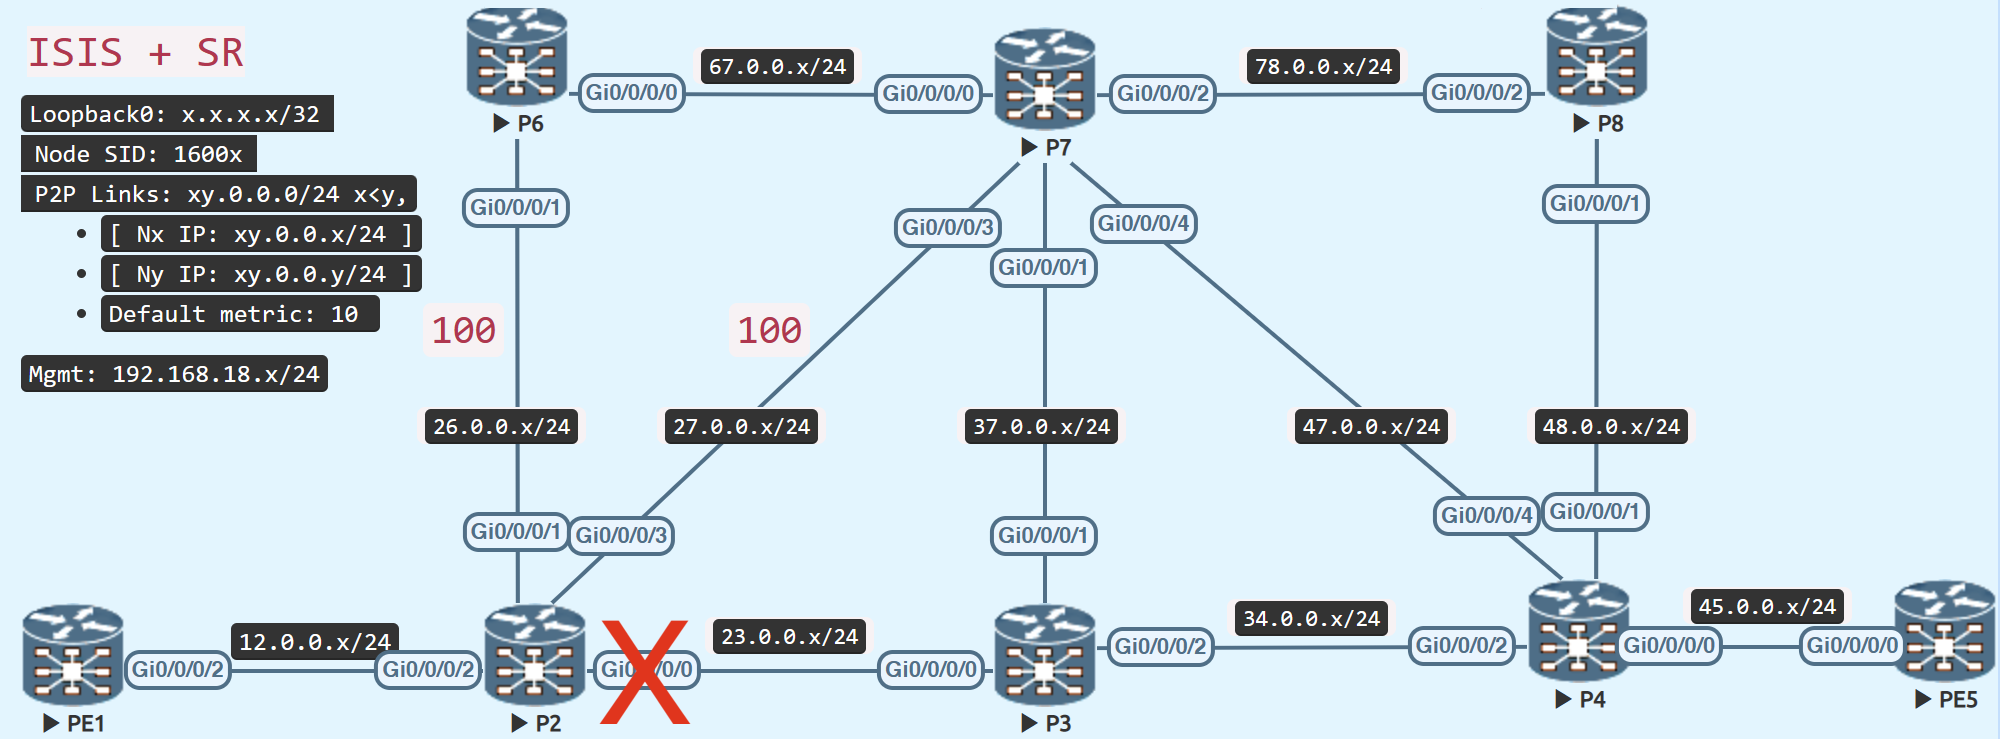 ISIS + SR
Loopback0: x.x.x.x/32
Node SID: 1600x
P2P Links: xy.0.0.0/24 x<y,
• [ Nx IP: xy.0.0.x/24 ]
• [ Ny IP: xy.0.0.y/24 ]
• Default metric: 10
Mgmt: 192.168.18.x/24
P6
Gi0/0/0/0
67.0.0.x/24
Gi0/0/0/0
P7
Gi0/0/0/2
78.0.0.x/24
Gi0/0/0/2
P8
Gi0/0/0/1
Gi0/0/0/3
Gi0/0/0/1
Gi0/0/0/4
Gi0/0/0/1
100
100
26.0.0.x/24
27.0.0.x/24
37.0.0.x/24
47.0.0.x/24
48.0.0.x/24
Gi0/0/0/1
Gi0/0/0/3
Gi0/0/0/1
Gi0/0/0/4
Gi0/0/0/1
PE1
Gi0/0/0/2
12.0.0.x/24
Gi0/0/0/2
P2
Gi0/0/0/0
X
23.0.0.x/24
Gi0/0/0/0
P3
Gi0/0/0/2
34.0.0.x/24
Gi0/0/0/2
P4
Gi0/0/0/0
45.0.0.x/24
Gi0/0/0/0
PE5